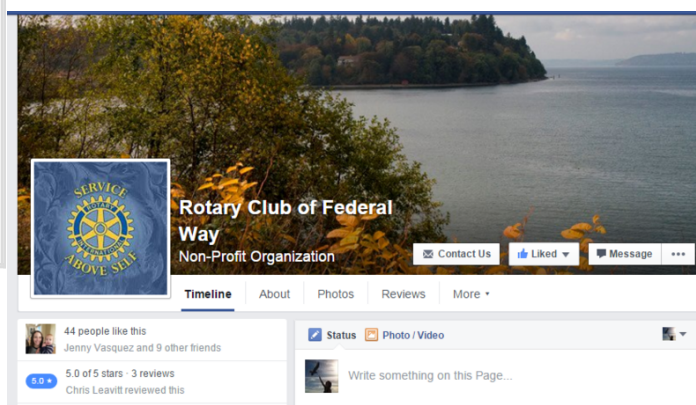 SERVICE
ROTARY
INTERNATIONAL
ABOVE SELF
Rotary Club of Federal
Way
Non-Profit Organization
Contact Us
Liked
Message
Timeline
About
Photos
Reviews
More
44 people like this
Jenny Vasquez and 9 other friends
5.0
5.0 of 5 stars · 3 reviews
Chris Leavitt reviewed this
Status
Photo / Video
Write something on this Page...